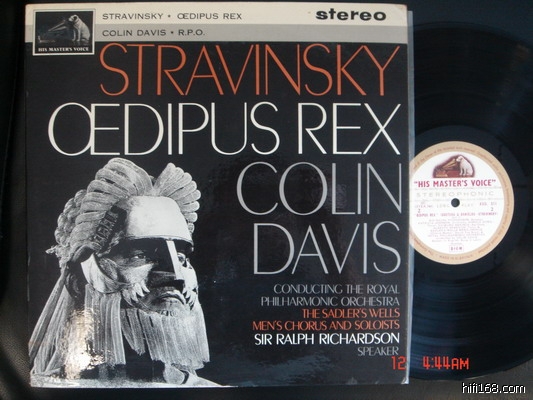 STRAVINSKY · ŒDIPUS REX
stereo
HIS MASTER'S VOICE
COLIN DAVIS · R.P.O.
STRAVINSKY
ŒDIPUS REX
COLIN
DAVIS
CONDUCTING THE ROYAL
PHILHARMONIC ORCHESTRA
THE SADLER'S WELLS
MEN'S CHORUS AND SOLOISTS
SIR RALPH RICHARDSON
SPEAKER
"HIS MASTER'S VOICE"
STEREOPHONIC
12 4:44AM
hifi168.com